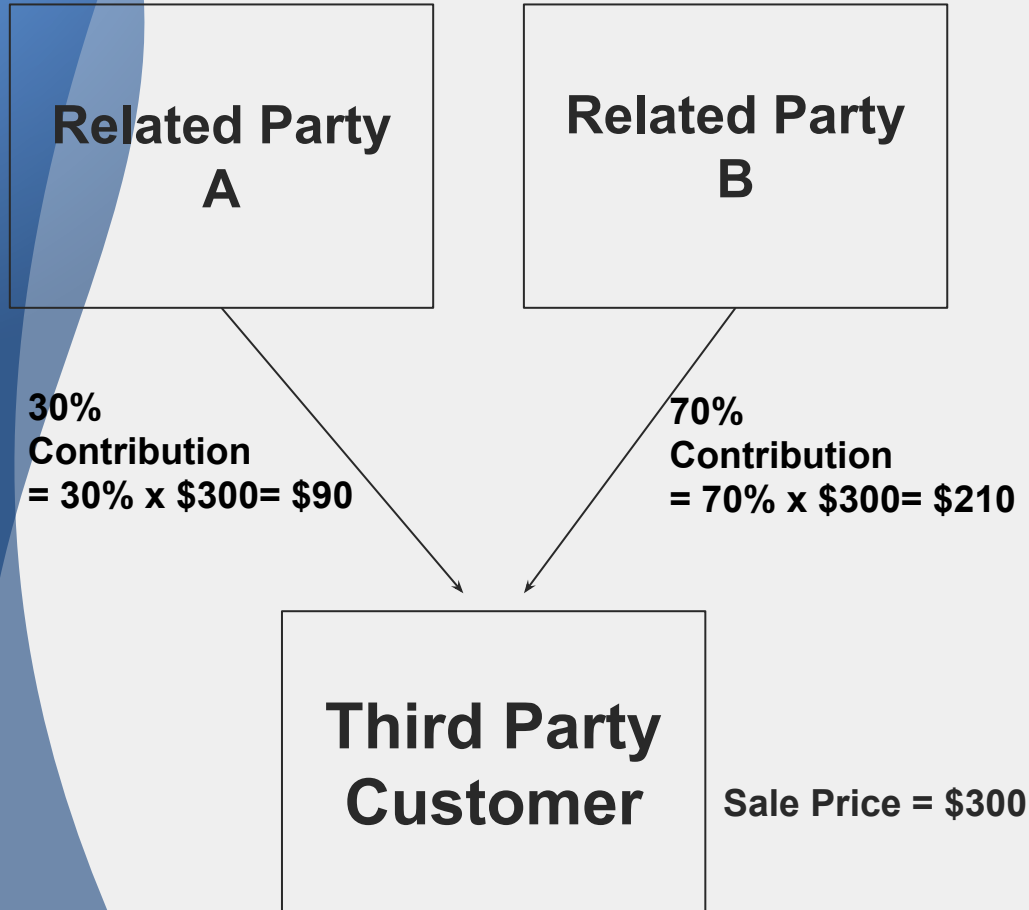 Related Party
A
Related Party
B
30%
Contribution
= 30% x $300= $90
70%
Contribution
= 70% x $300= $210
Third Party
Customer
Sale Price = $300